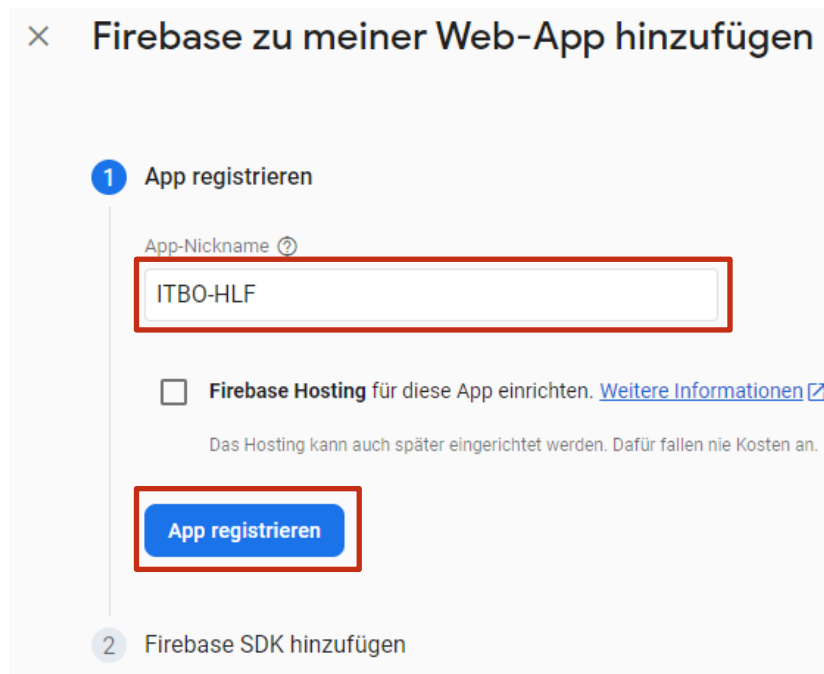 Firebase zu meiner Web-App hinzufügen
1 App registrieren
App-Nickname
ITBO-HLF
Firebase Hosting für diese App einrichten. Weitere Informationen
Das Hosting kann auch später eingerichtet werden. Dafür fallen nie Kosten an.
App registrieren
2 Firebase SDK hinzufügen